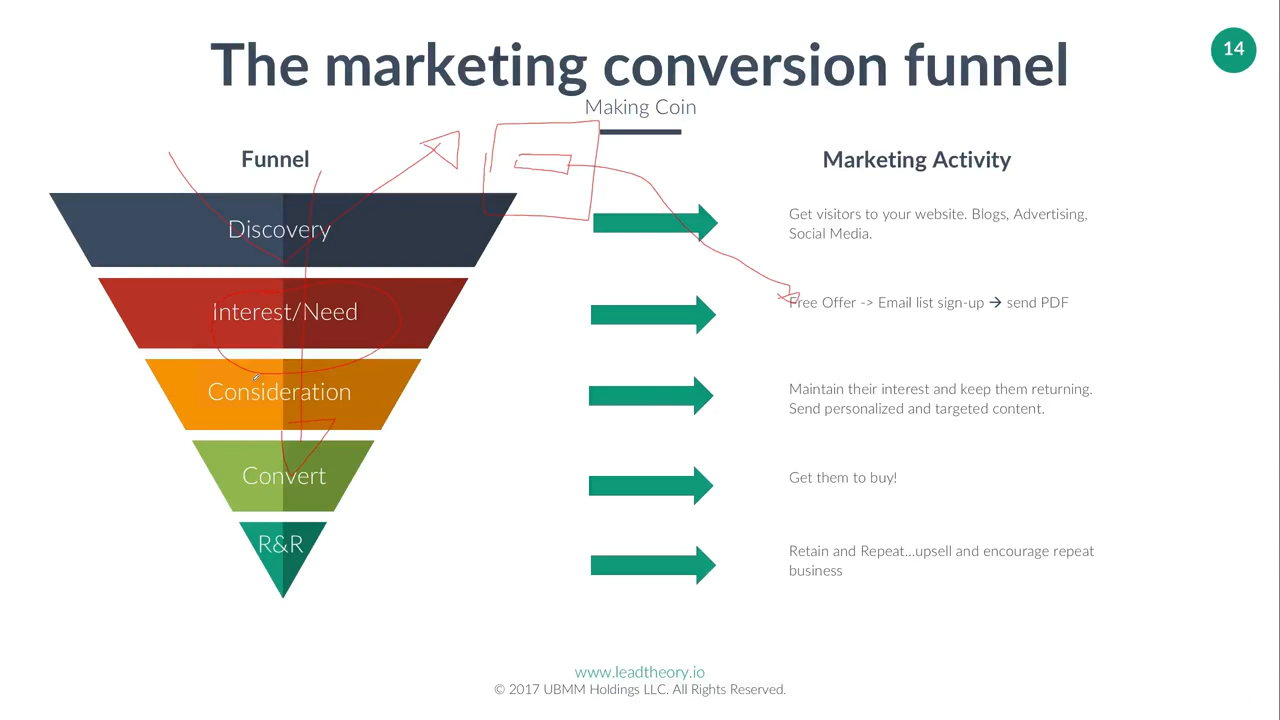 The marketing conversion funnel
14
Making Coin
Funnel
Marketing Activity
Discovery
Get visitors to your website. Blogs, Advertising,
Social Media.
Interest/Need
Free Offer -> Email list sign-up → send PDF
Consideration
Maintain their interest and keep them returning.
Send personalized and targeted content.
Convert
Get them to buy!
R&R
Retain and Repeat...upsell and encourage repeat
business
www.leadtheory.io
© 2017 UBMM Holdings LLC. All Rights Reserved.